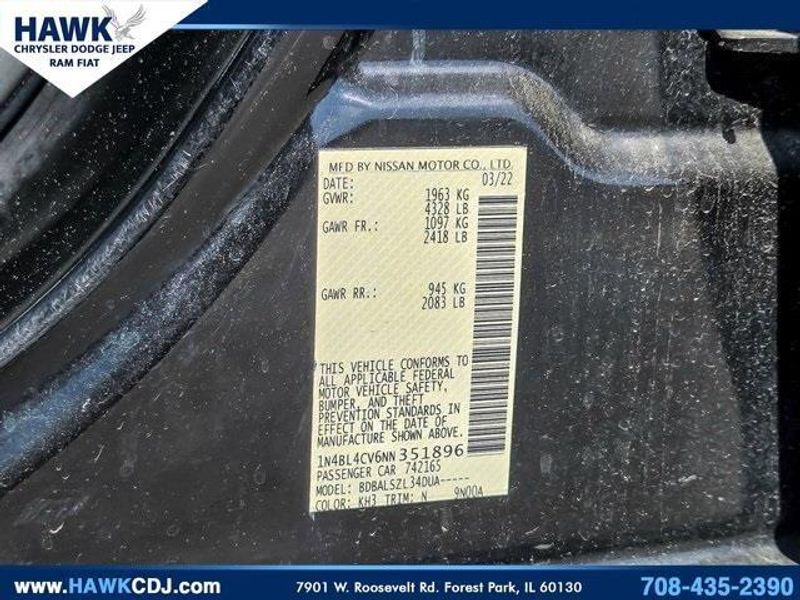 HAWK
CHRYSLER DODGE JEEP
RAM FIAT
MFD BY NISSAN MOTOR CO., LTD.
DATE: 03/22
GVWR: 1963 KG
4328 LB
GAWR FR.: 1097 KG
2418 LB
GAWR RR.: 945 KG
2083 LB
THIS VEHICLE CONFORMS TO
ALL APPLICABLE FEDERAL
MOTOR VEHICLE SAFETY,
BUMPER, AND THEFT
PREVENTION STANDARDS IN
EFFECT ON THE DATE OF
MANUFACTURE SHOWN ABOVE.
1N4BL4CV6NN351896
PASSENGER CAR 742165
MODEL: BDBALSZL34DUA-----
COLOR: KH3 TRIM: N 9N00A
www.HAWKCDJ.com
7901 W. Roosevelt Rd. Forest Park, IL 60130
708-435-2390